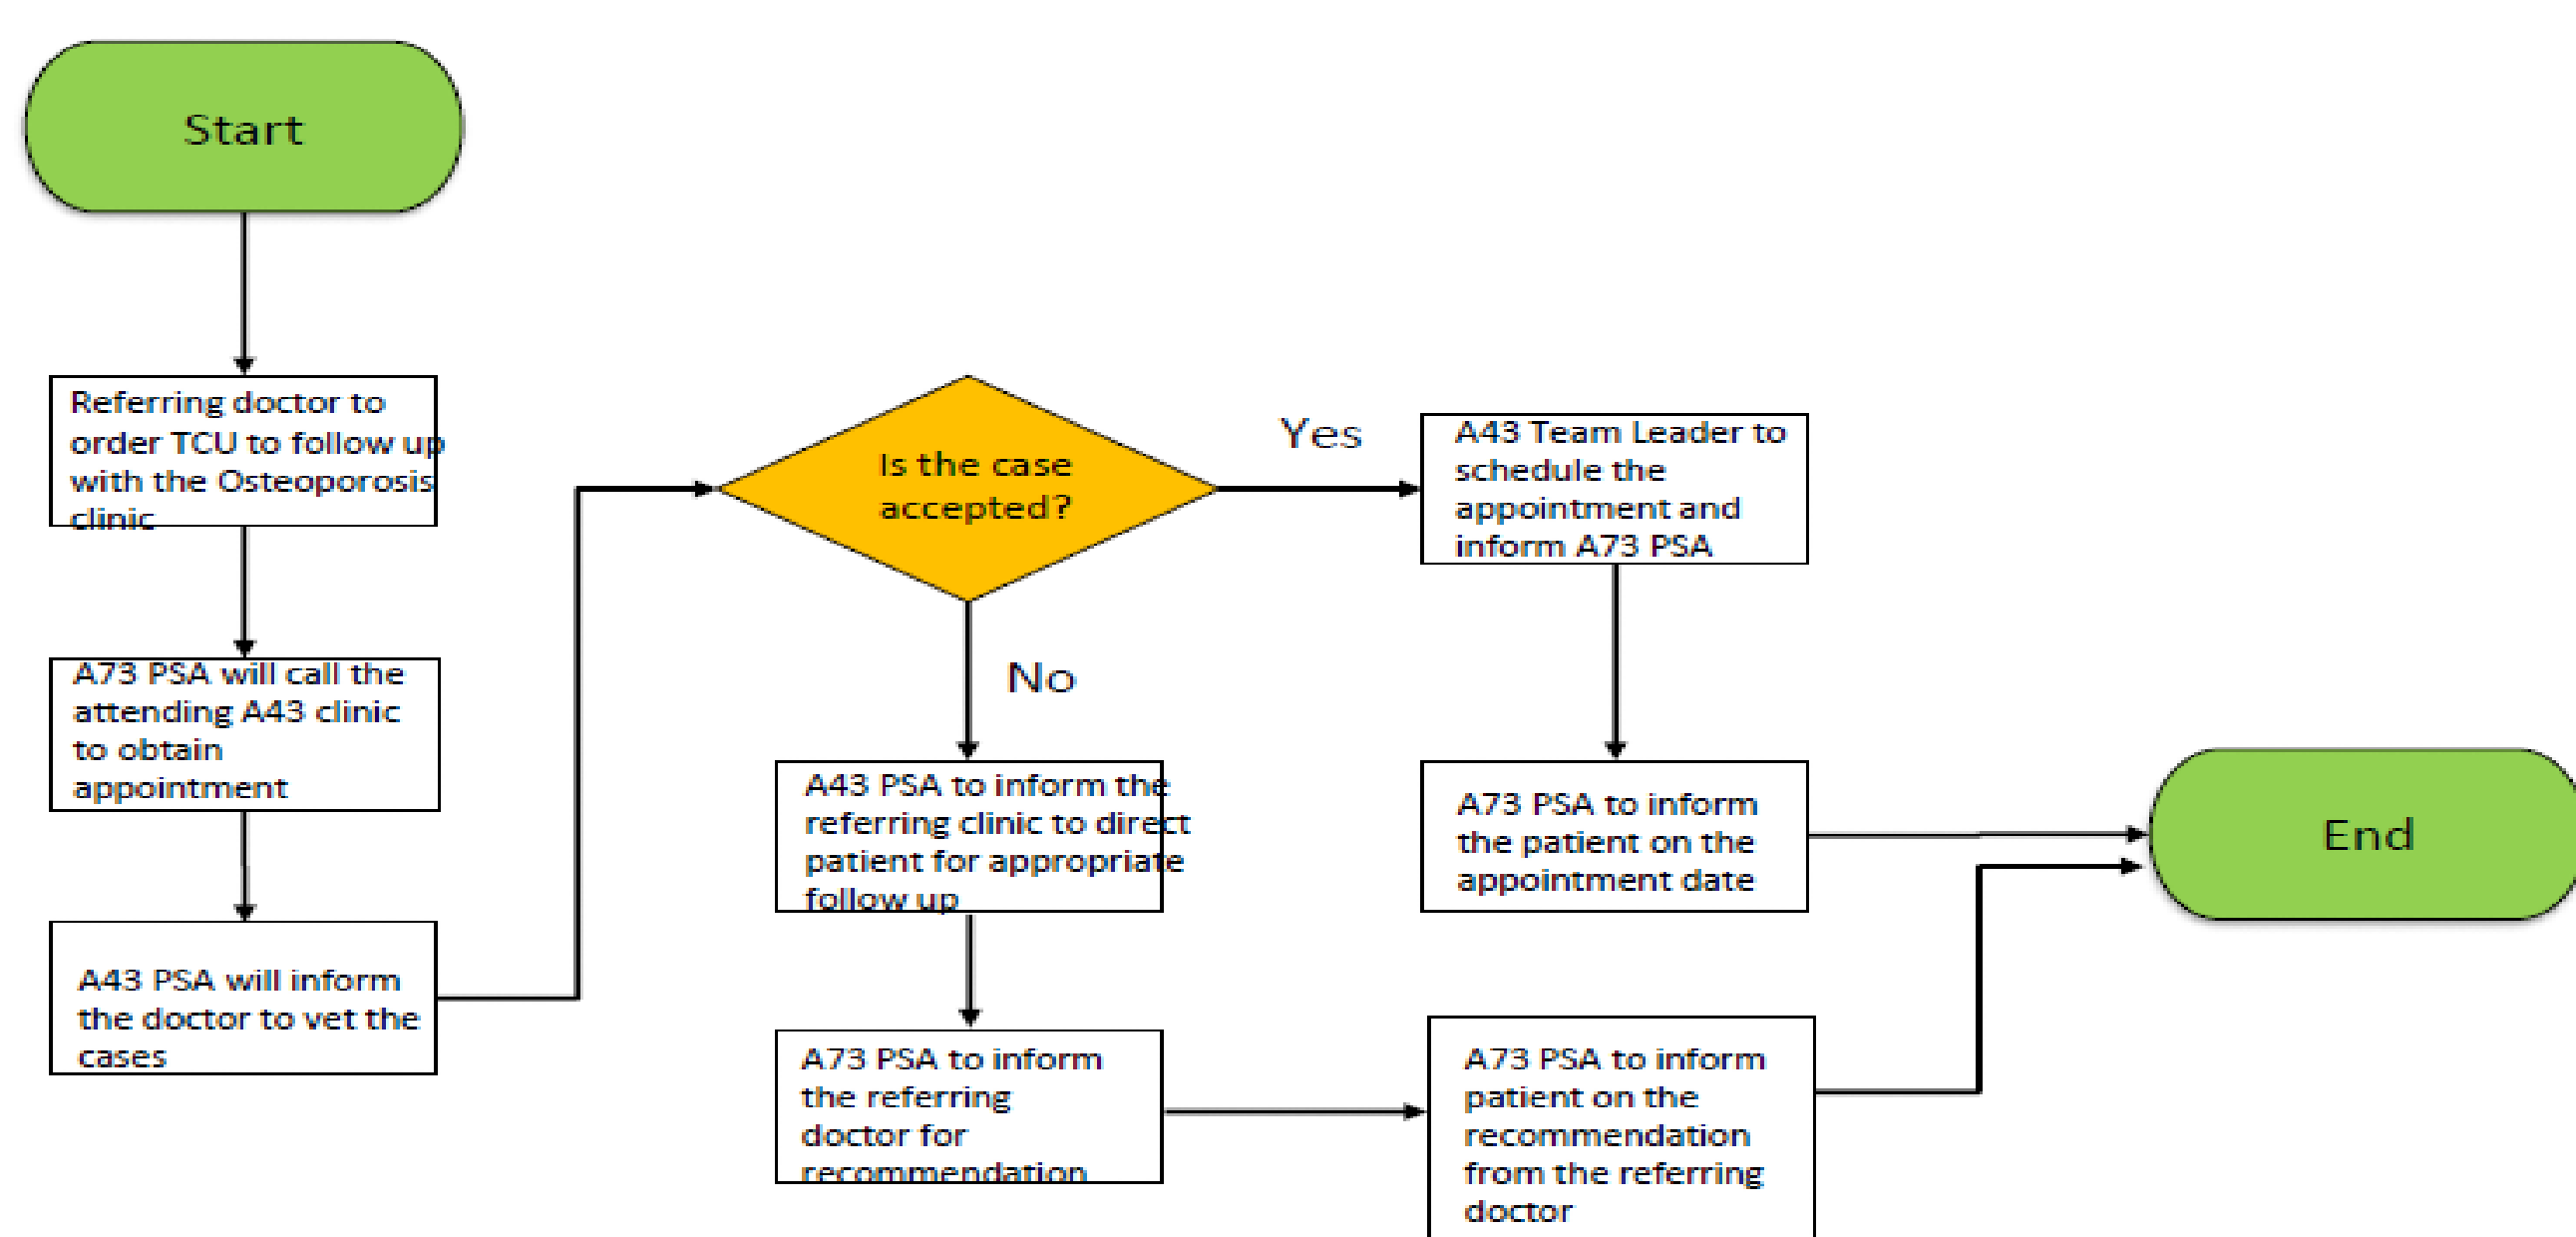 Start
Referring doctor to
order TCU to follow up
with the Osteoporosis
clinic
A73 PSA will call the
attending A43 clinic
to obtain
appointment
A43 PSA will inform
the doctor to vet the
cases
Is the case
accepted?
Yes
A43 Team Leader to
schedule the
appointment and
inform A73 PSA
A73 PSA to inform
the patient on the
appointment date
No
A43 PSA to inform the
referring clinic to direct
patient for appropriate
follow up
A73 PSA to inform
the referring
doctor for
recommendation
A73 PSA to inform
patient on the
recommendation
from the referring
doctor
End